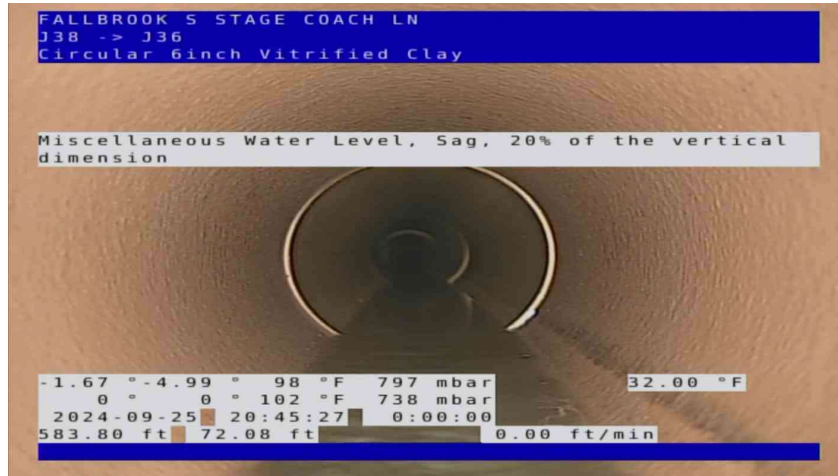 FALLBROOK S STAGE COACH LN
J38 -> J36
Circular 6inch Vitrified Clay
Miscellaneous Water Level, Sag, 20% of the vertical
dimension
-1.67 °-4.99 ° 98 °F 797 mbar 32.00 °F
0 ° 0 ° 102 °F 738 mbar
2024-09-25 20:45:27 0:00:00
583.80 ft 72.08 ft 0.00 ft/min